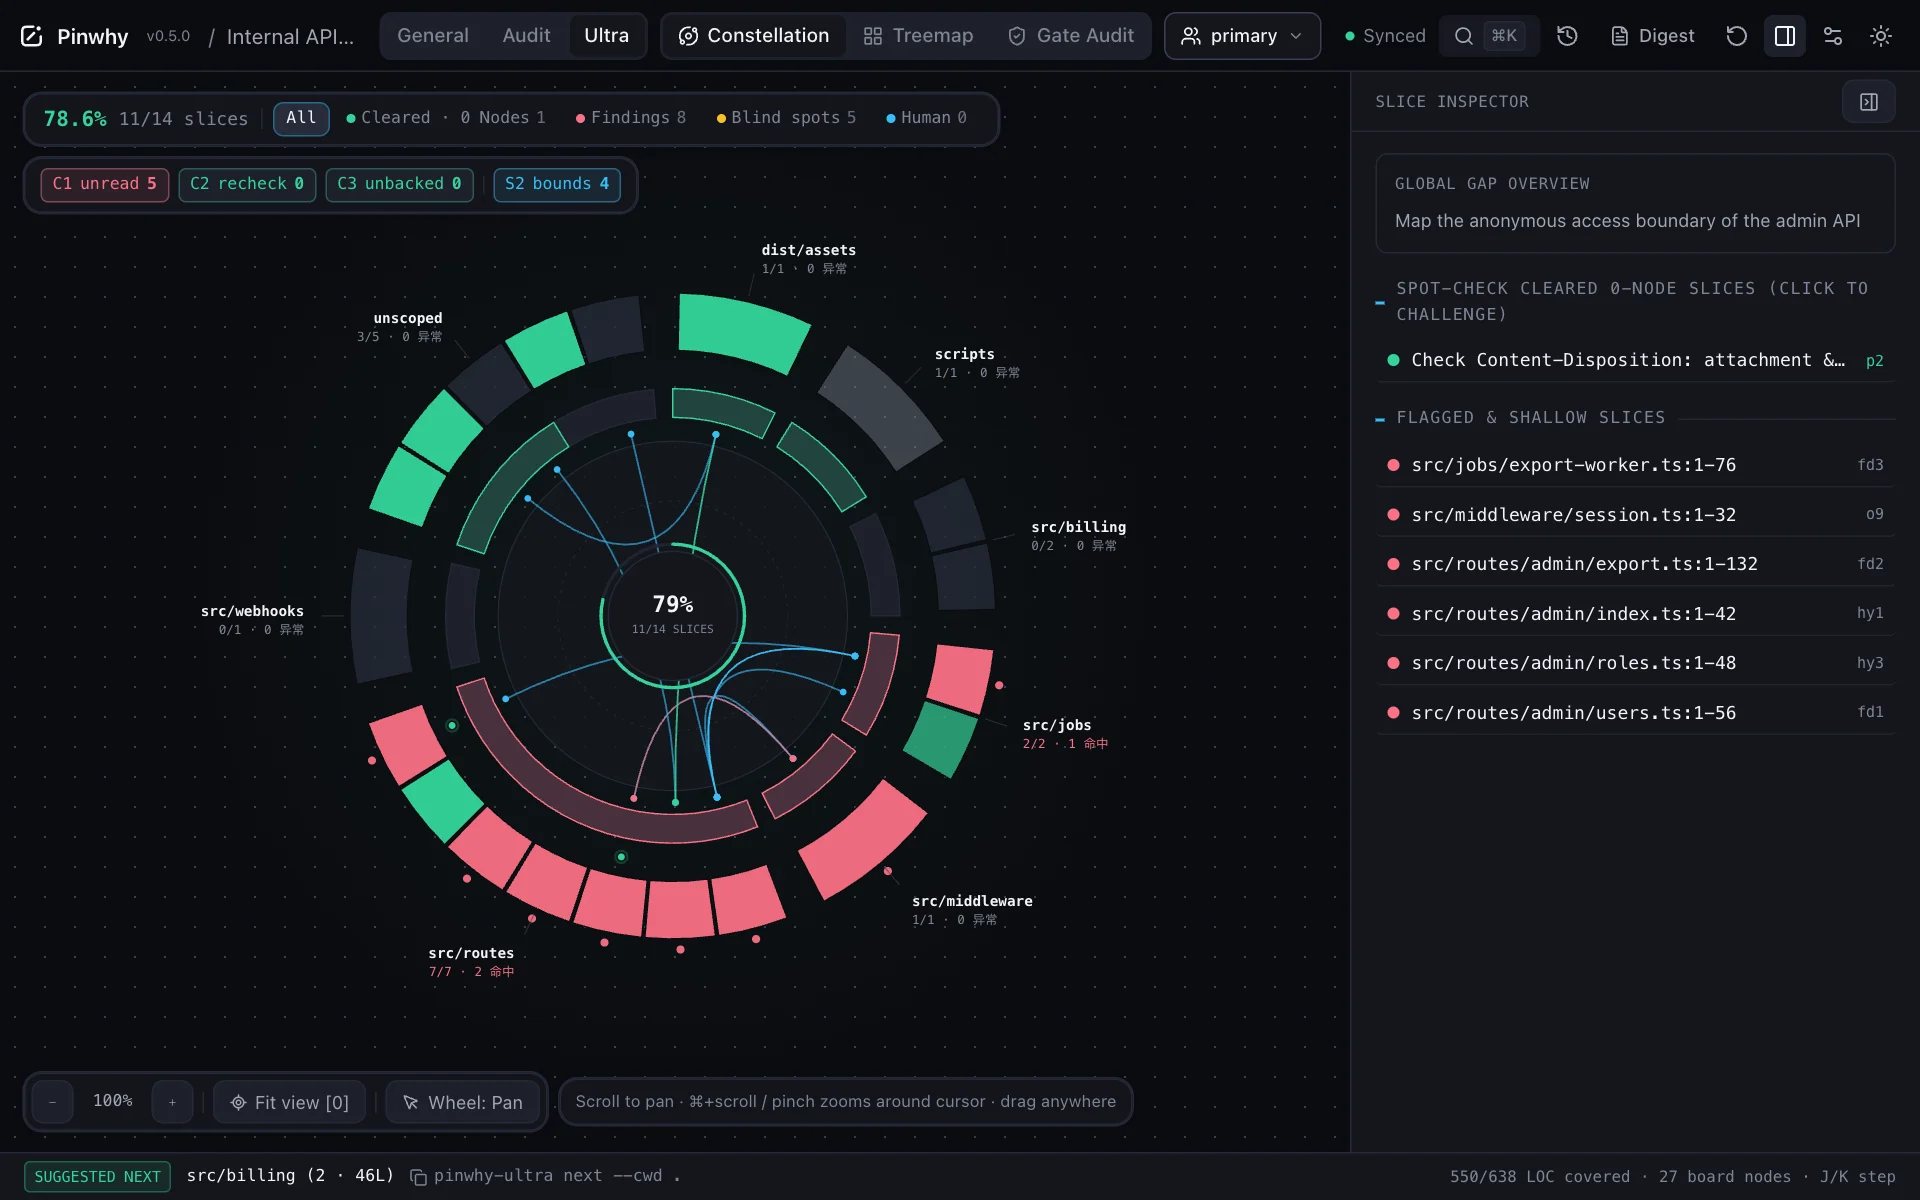 Pinwhy v0.5.0 / Internal API...
General Audit Ultra
Constellation Treemap Gate Audit
primary
Synced
⌘K
Digest
78.6% 11/14 slices All Cleared · 0 Nodes 1 Findings 8 Blind spots 5 Human 0
C1 unread 5 C2 recheck 0 C3 unbacked 0 S2 bounds 4
dist/assets
1/1 · 0 异常
unscoped
3/5 · 0 异常
scripts
1/1 · 0 异常
src/billing
0/2 · 0 异常
src/webhooks
0/1 · 0 异常
79%
11/14 SLICES
src/jobs
2/2 · 1 命中
src/middleware
1/1 · 0 异常
src/routes
7/7 · 2 命中
− 100% + Fit view [0] Wheel: Pan
Scroll to pan · ⌘+scroll / pinch zooms around cursor · drag anywhere
SLICE INSPECTOR
GLOBAL GAP OVERVIEW
Map the anonymous access boundary of the admin API
SPOT-CHECK CLEARED 0-NODE SLICES (CLICK TO
CHALLENGE)
Check Content-Disposition: attachment &… p2
FLAGGED & SHALLOW SLICES
src/jobs/export-worker.ts:1-76 fd3
src/middleware/session.ts:1-32 o9
src/routes/admin/export.ts:1-132 fd2
src/routes/admin/index.ts:1-42 hy1
src/routes/admin/roles.ts:1-48 hy3
src/routes/admin/users.ts:1-56 fd1
SUGGESTED NEXT src/billing (2 · 46L) pinwhy-ultra next --cwd .
550/638 LOC covered · 27 board nodes · J/K step